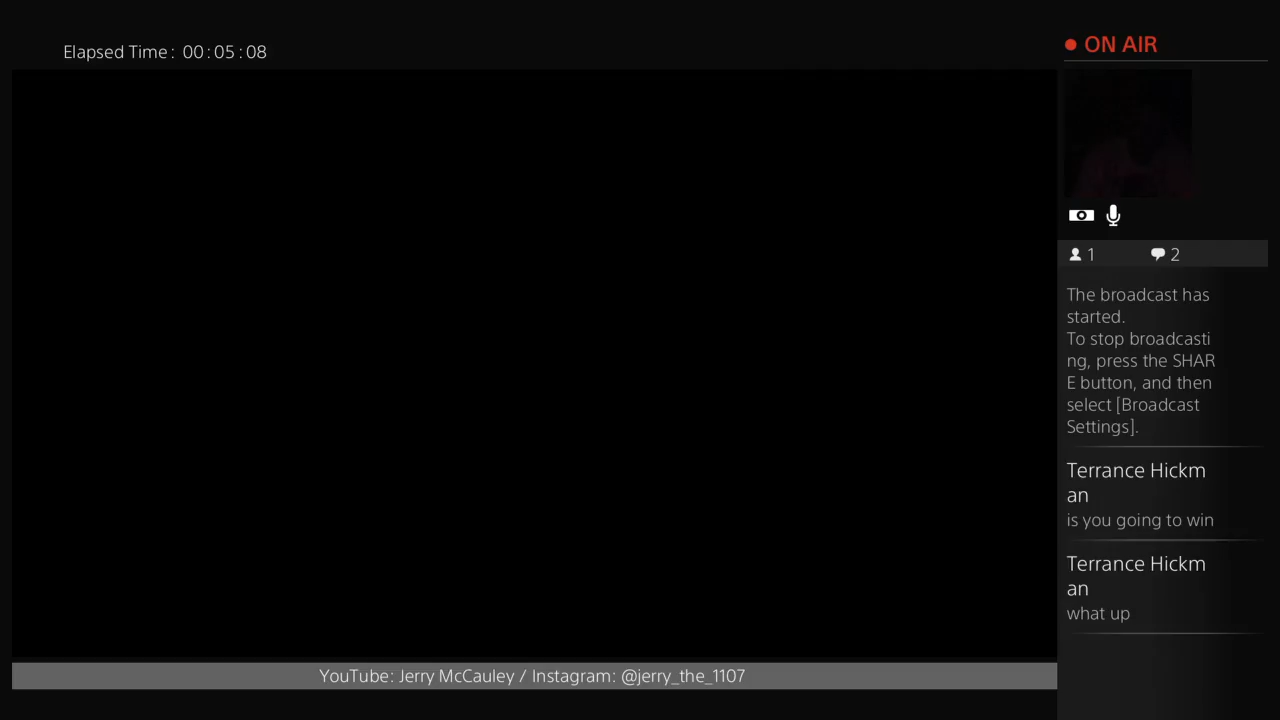 Elapsed Time: 00:05:08
ON AIR
1 2
The broadcast has
started.
To stop broadcasti
ng, press the SHAR
E button, and then
select [Broadcast
Settings].
Terrance Hickm
an
is you going to win
Terrance Hickm
an
what up
YouTube: Jerry McCauley / Instagram: @jerry_the_1107